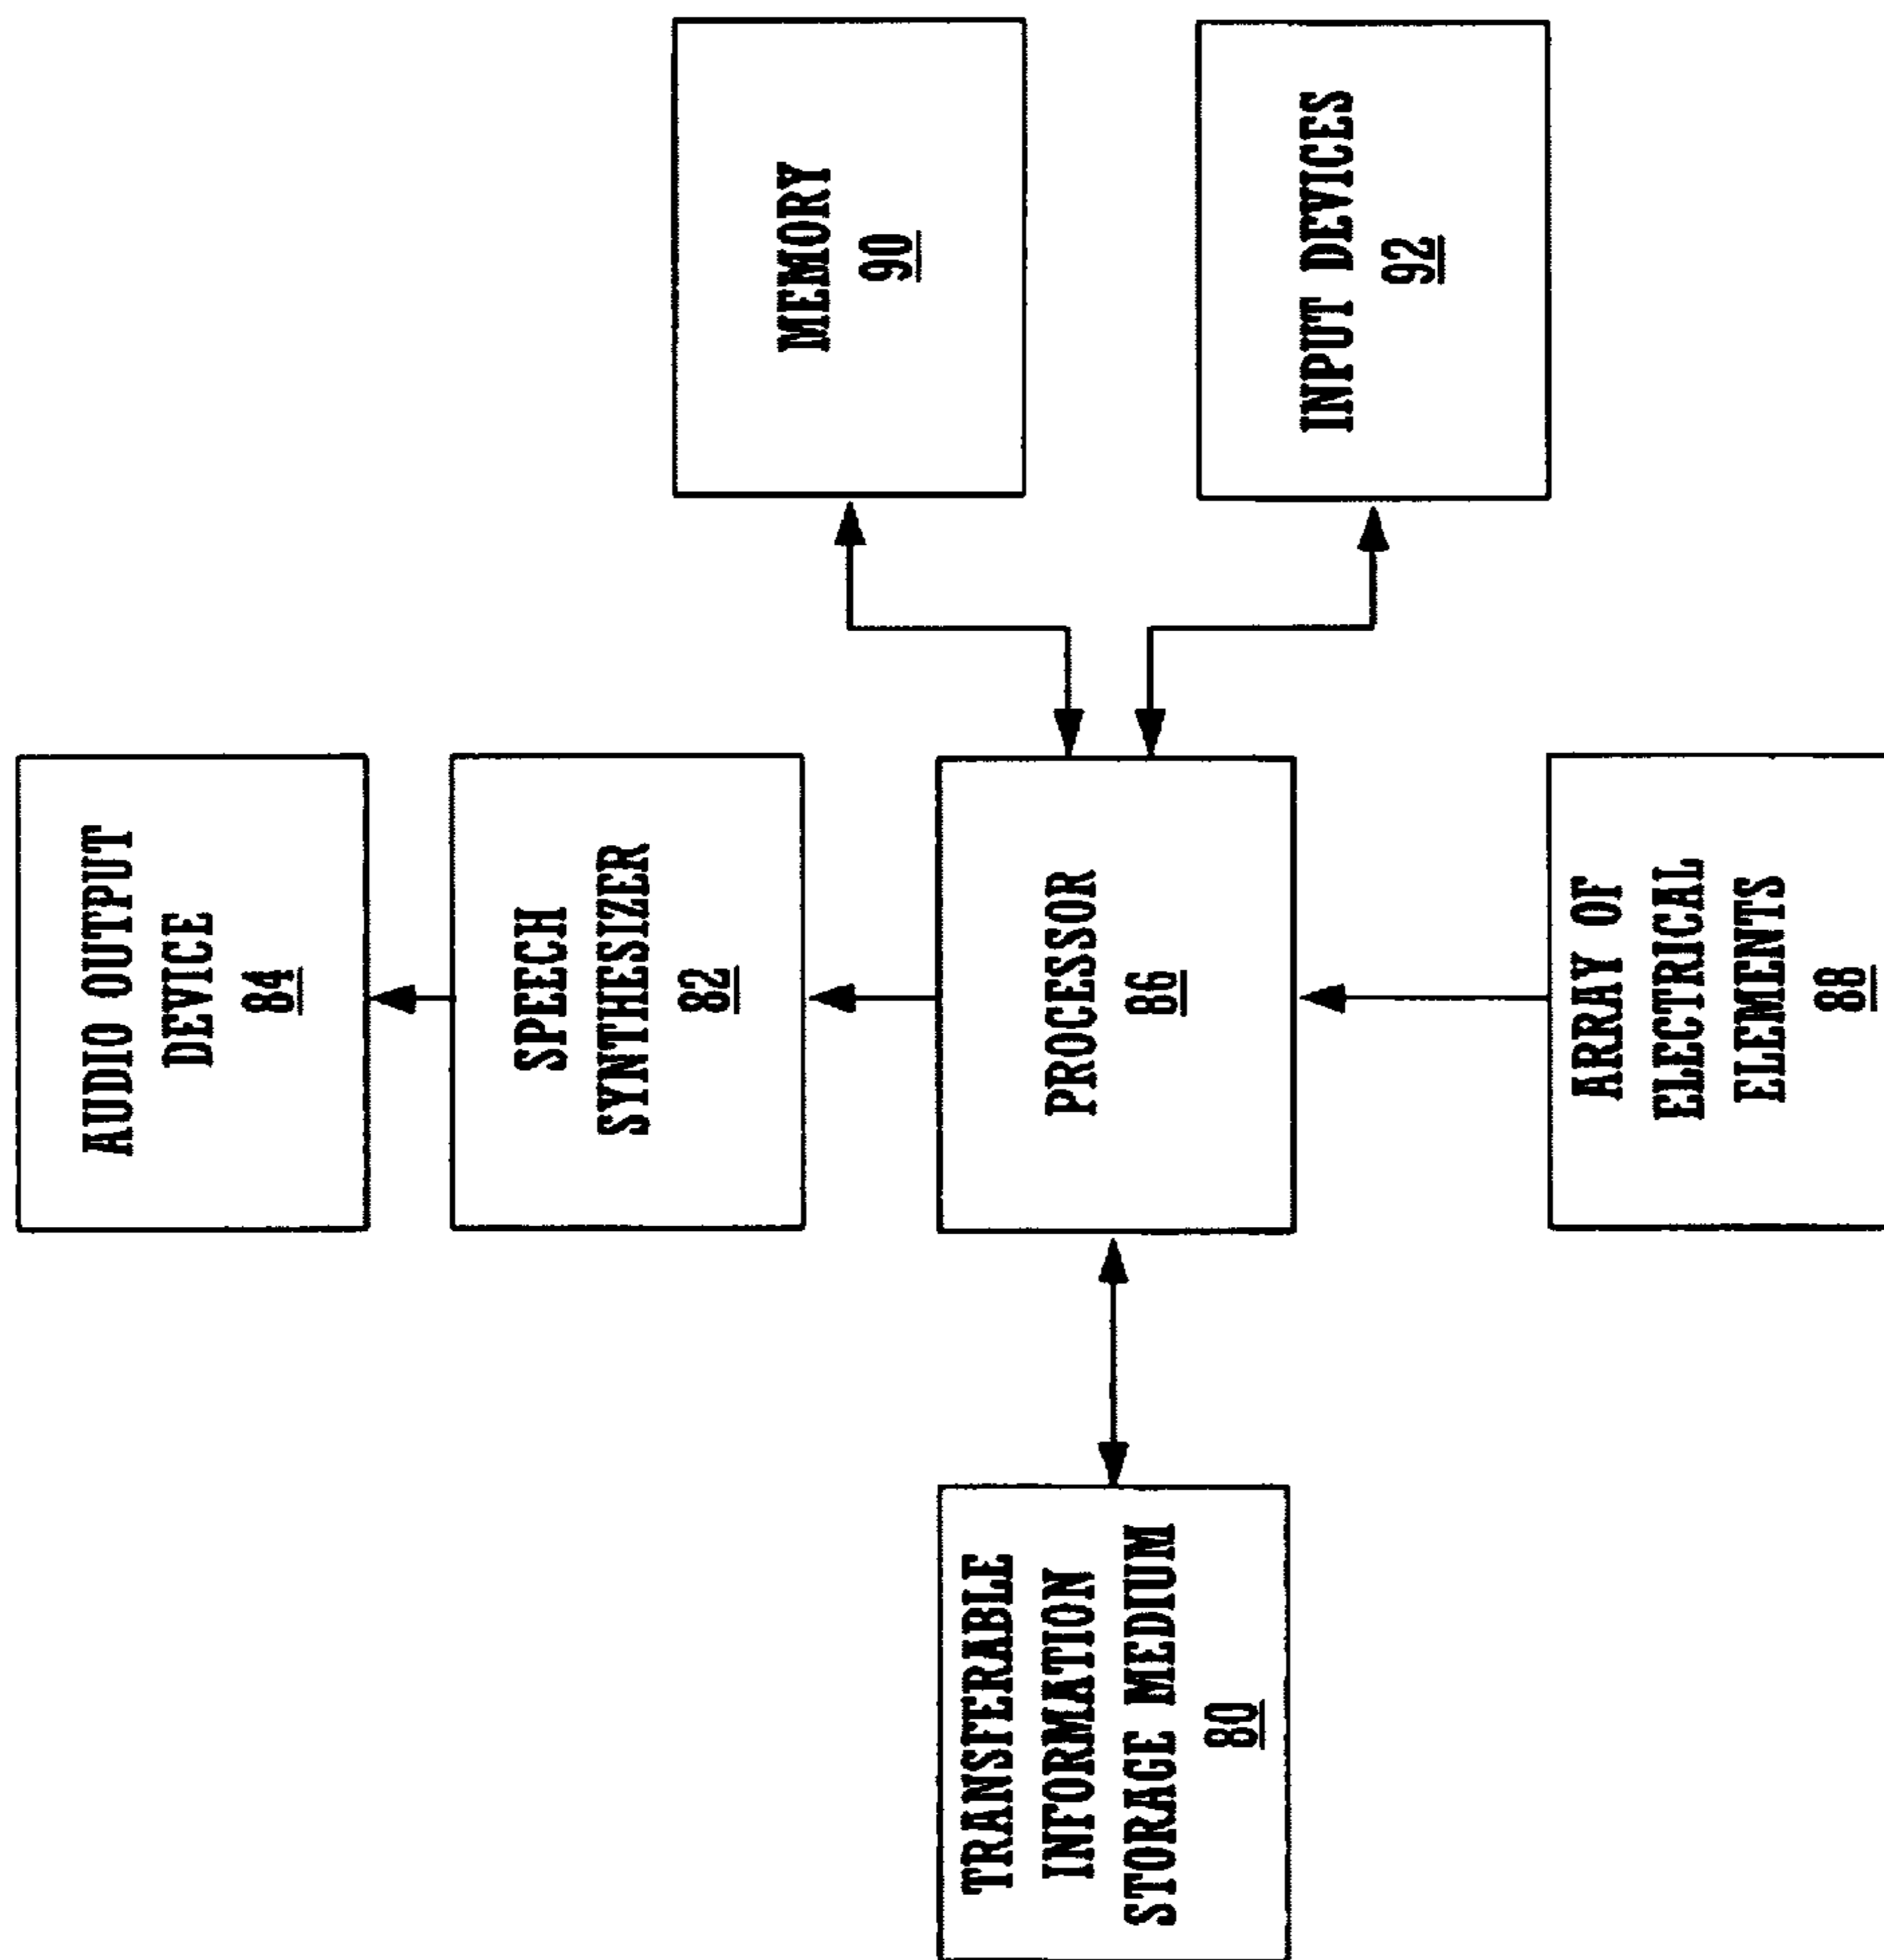 AUDIO OUTPUT
DEVICE
84
SPEECH
SYNTHESIZER
82
MEMORY
90
TRANSFERABLE
INFORMATION
STORAGE MEDIUM
80
PROCESSOR
86
INPUT DEVICES
92
ARRAY OF
ELECTRICAL
ELEMENTS
88